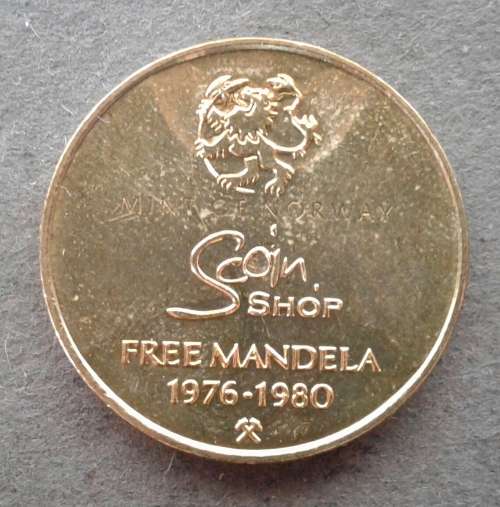 MINT OF NORWAY
Scoin
SHOP
FREE MANDELA
1976-1980